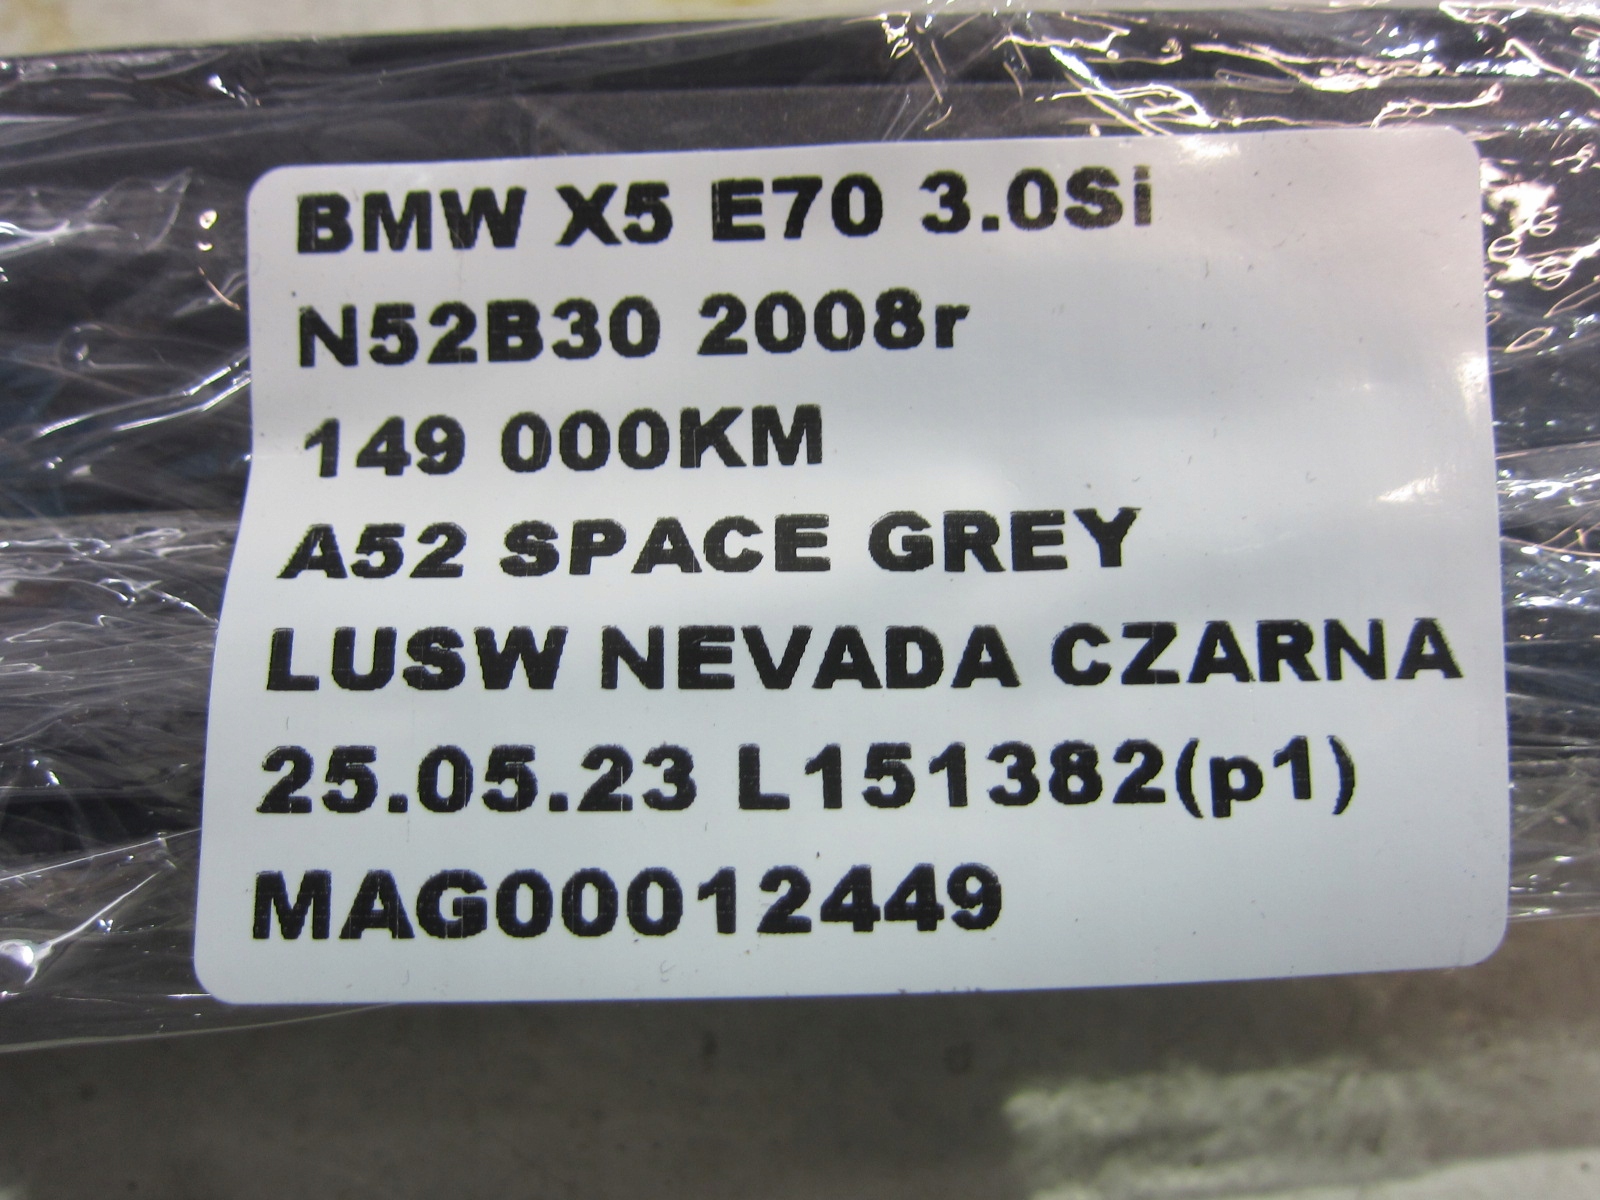 BMW X5 E70 3.0Si
N52B30 2008r
149 000KM
A52 SPACE GREY
LUSW NEVADA CZARNA
25.05.23 L151382(p1)
MAG00012449